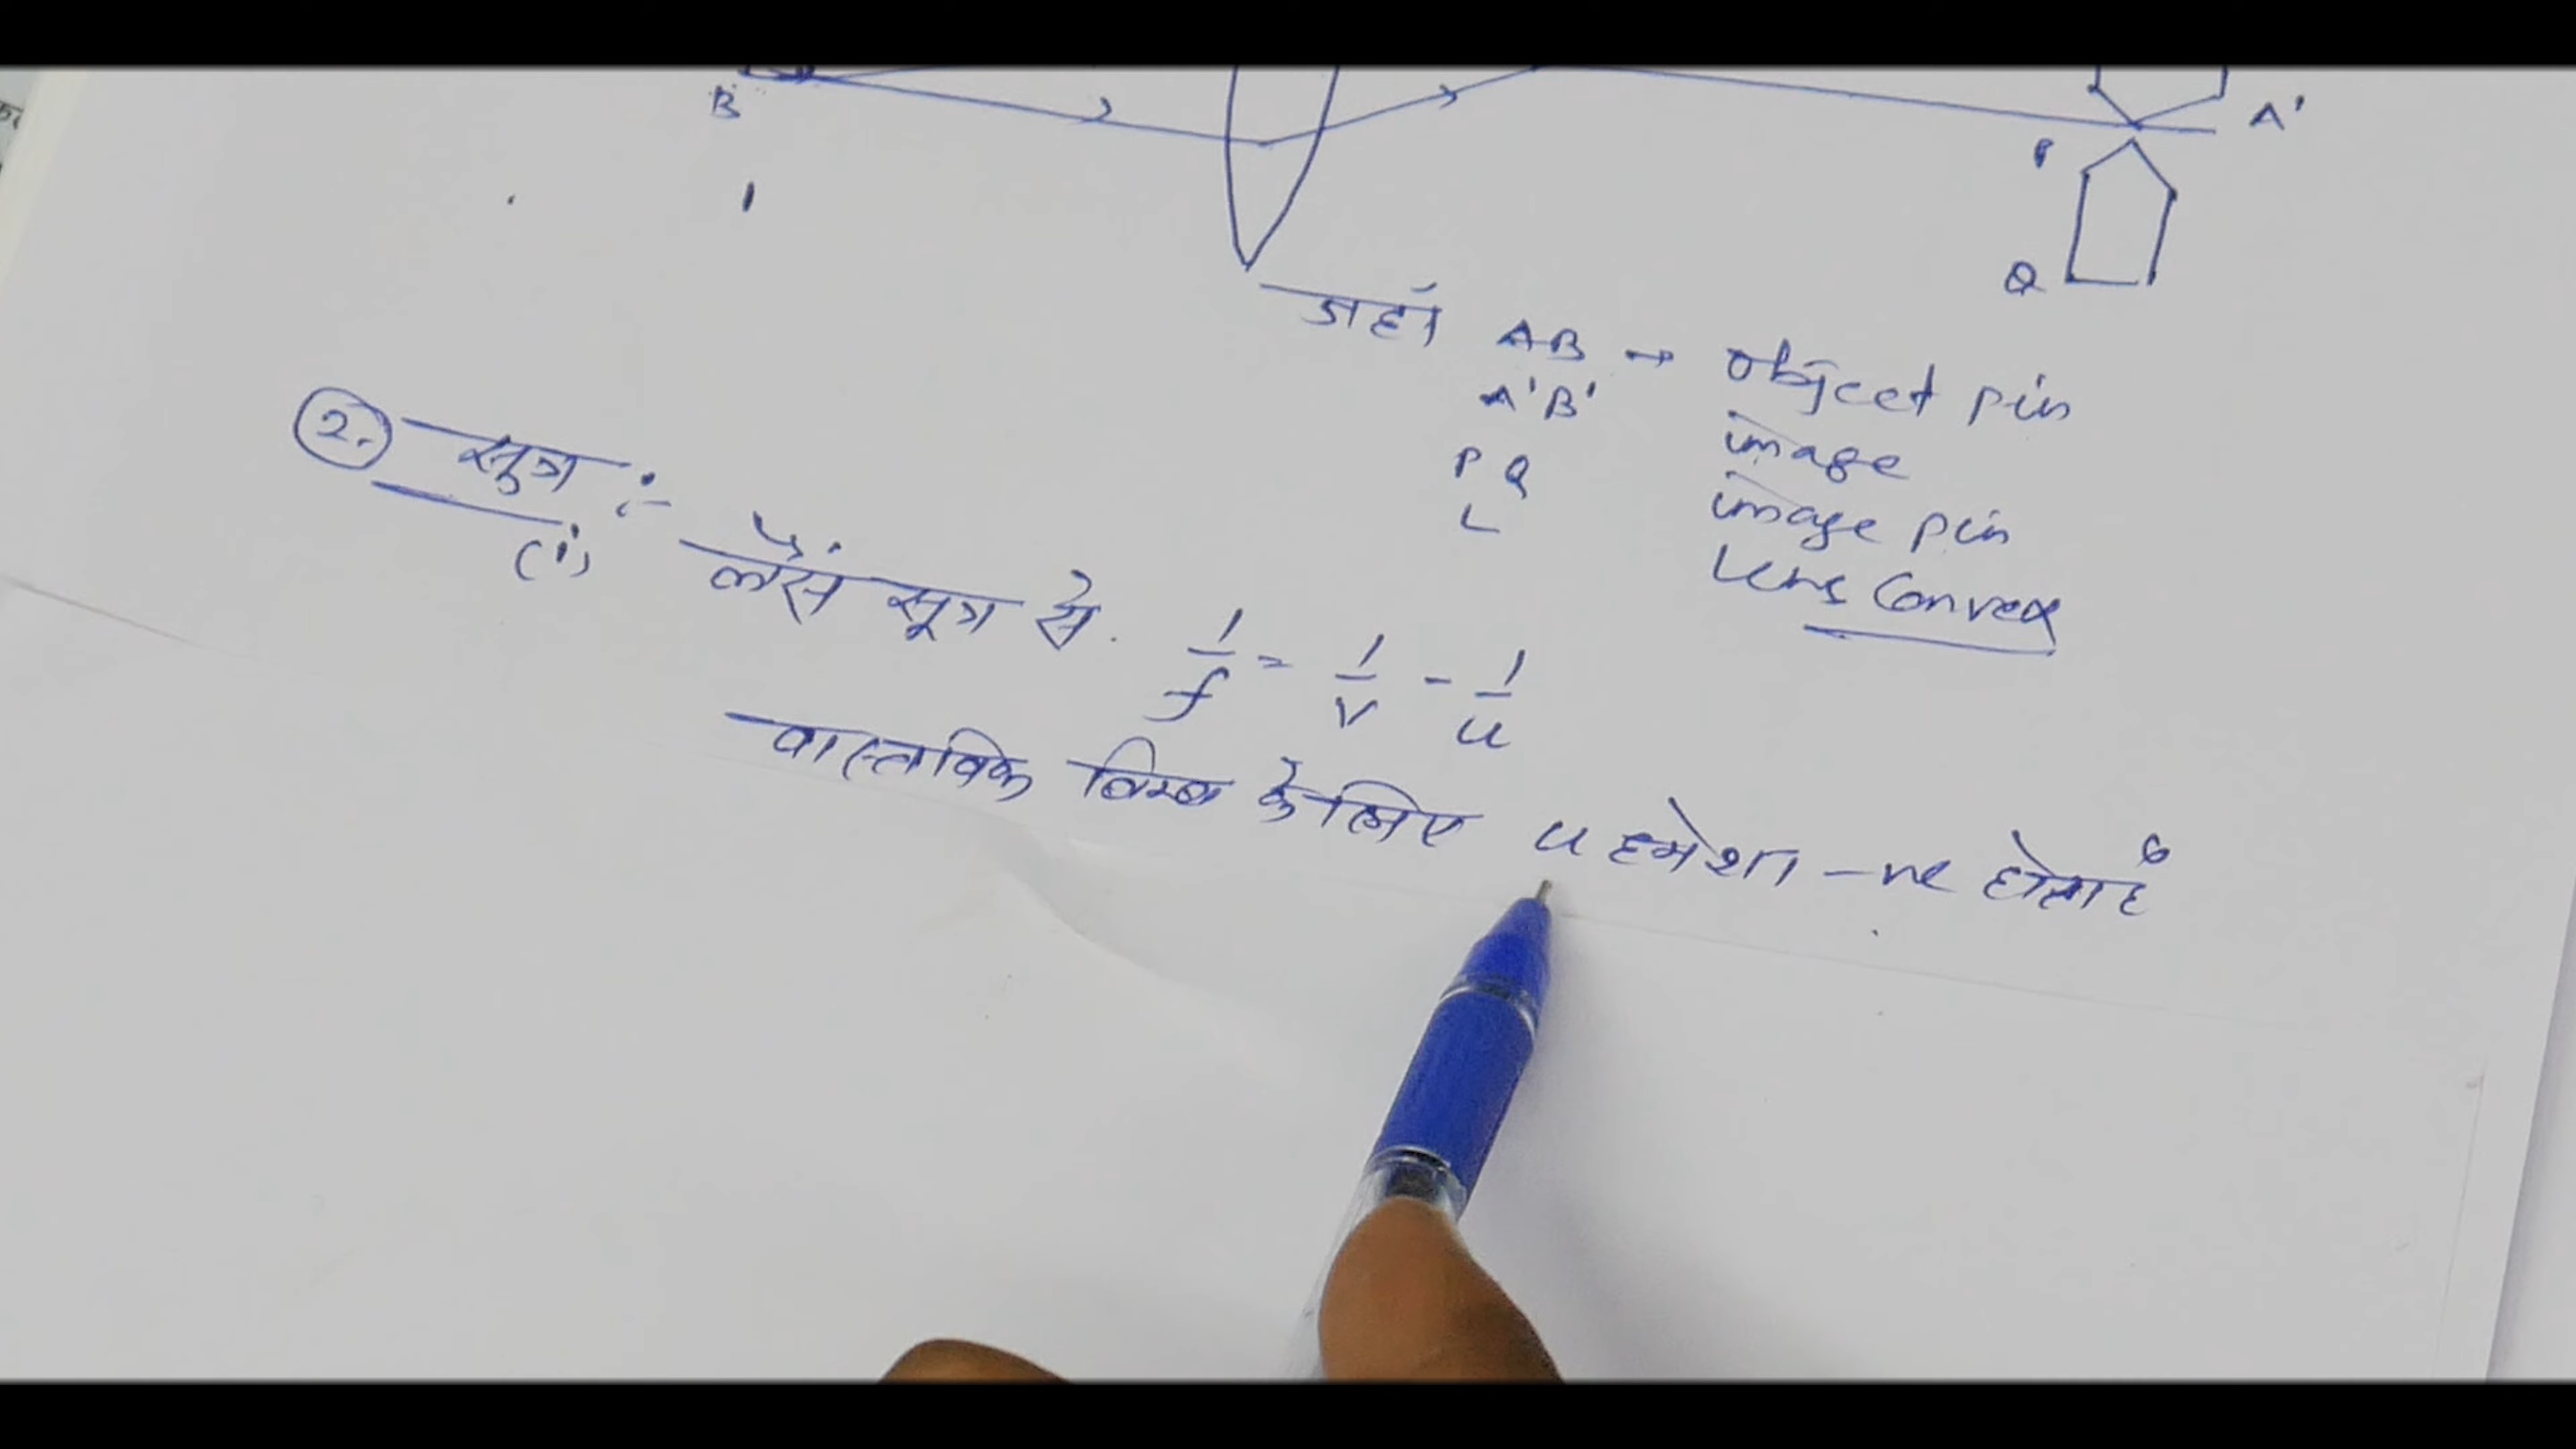 B
A'
P
Q
जहाँ AB → object pin
A'B' image
PQ image pin
L Lens Convex
2. सूत्र :-
(i) लेंस सूत्र से. 1/f = 1/v - 1/u
वास्तविक बिम्ब के लिए u हमेशा -ve होता है